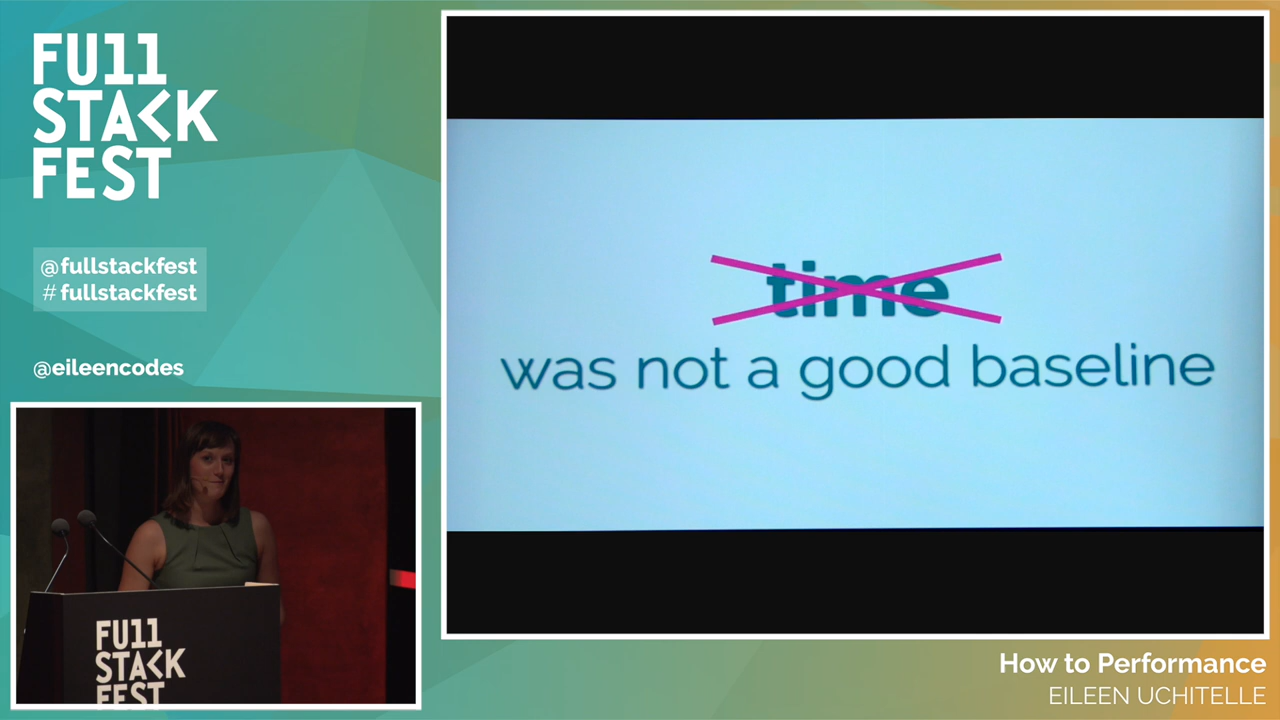 FULL
STACK
FEST
@fullstackfest
#fullstackfest
@eileencodes
time
was not a good baseline
FULL
STACK
FEST
How to Performance
EILEEN UCHITELLE